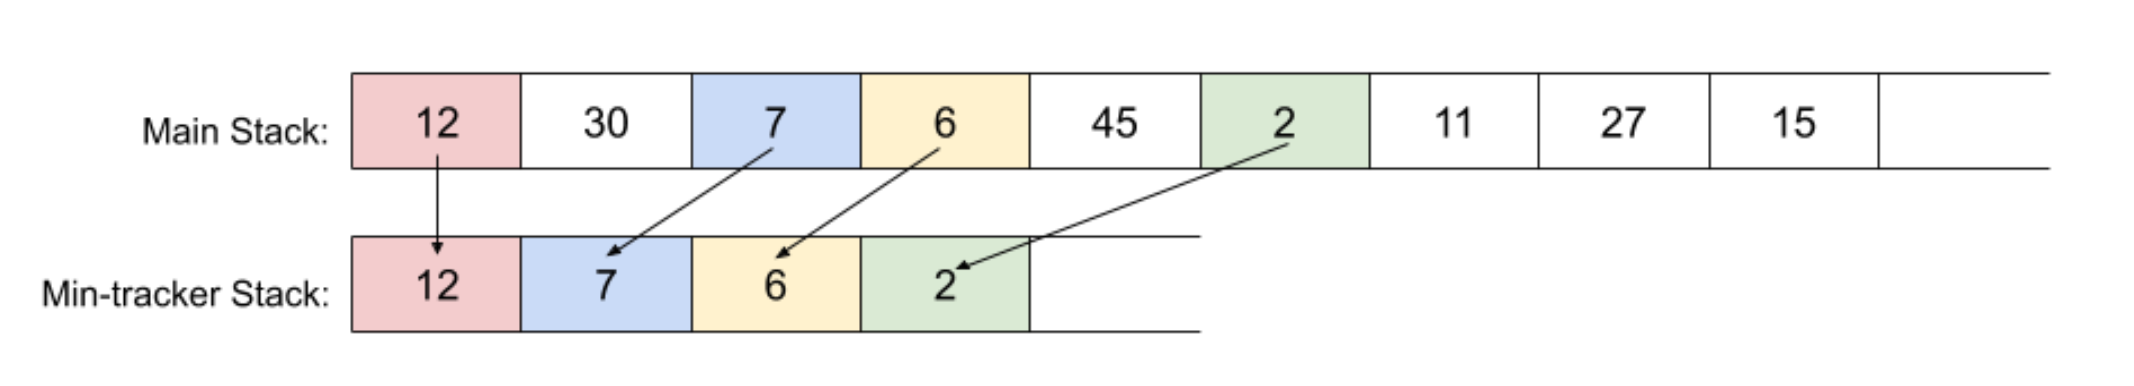 Main Stack: 12 30 7 6 45 2 11 27 15
Min-tracker Stack: 12 7 6 2